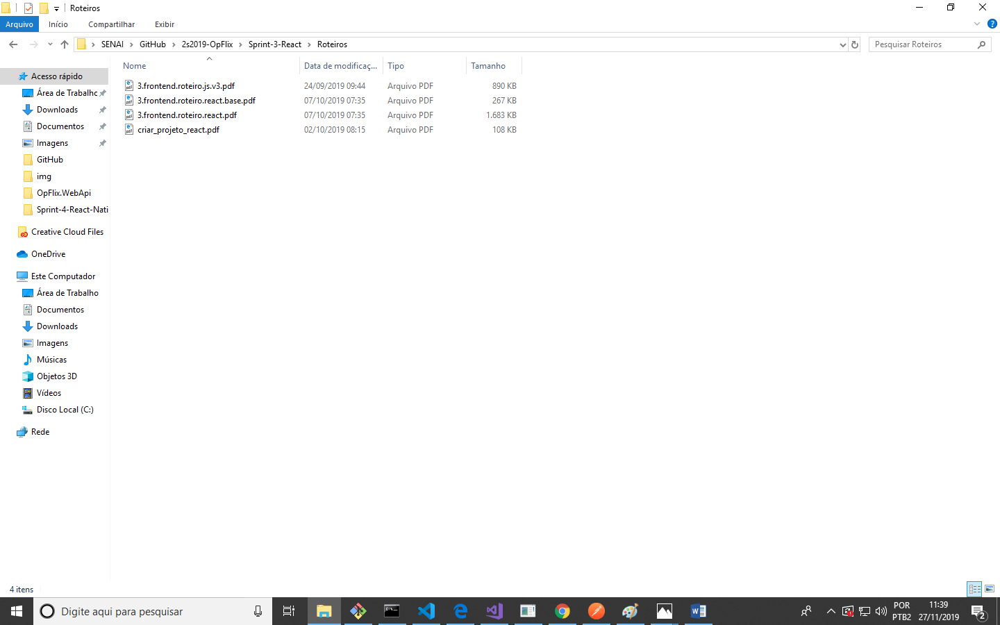 Roteiros
Arquivo Início Compartilhar Exibir
SENAI GitHub 2s2019-OpFlix Sprint-3-React Roteiros
Pesquisar Roteiros
Nome Data de modificaç... Tipo Tamanho
3.frontend.roteiro.js.v3.pdf 24/09/2019 09:44 Arquivo PDF 890 KB
3.frontend.roteiro.react.base.pdf 07/10/2019 07:35 Arquivo PDF 267 KB
3.frontend.roteiro.react.pdf 07/10/2019 07:35 Arquivo PDF 1.683 KB
criar_projeto_react.pdf 02/10/2019 08:15 Arquivo PDF 108 KB
Acesso rápido
Área de Trabalho
Downloads
Documentos
Imagens
GitHub
img
OpFlix.WebApi
Sprint-4-React-Nati
Creative Cloud Files
OneDrive
Este Computador
Área de Trabalho
Documentos
Downloads
Imagens
Músicas
Objetos 3D
Vídeos
Disco Local (C:)
Rede
4 itens
Digite aqui para pesquisar
POR
PTB2
11:39
27/11/2019
2